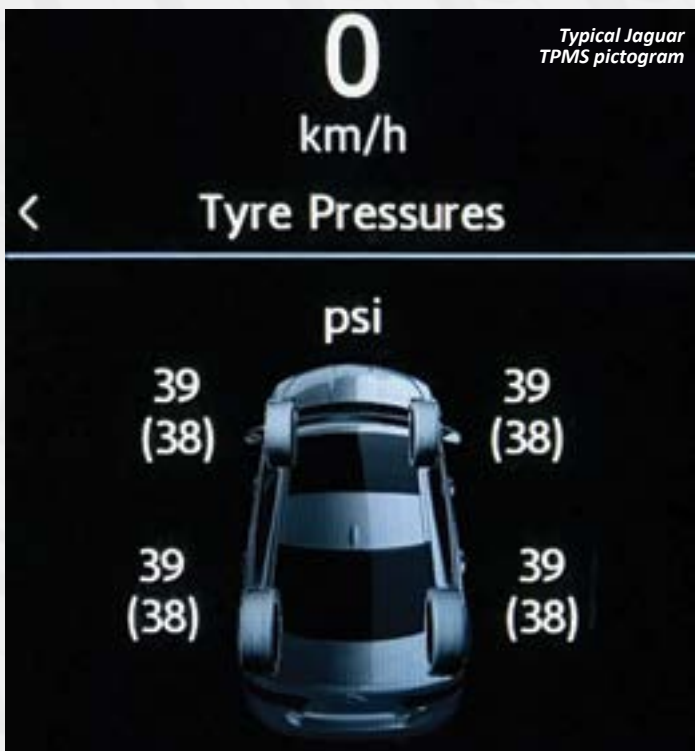 0
Typical Jaguar
TPMS pictogram
km/h
< Tyre Pressures
psi
39 39
(38) (38)
39 39
(38) (38)